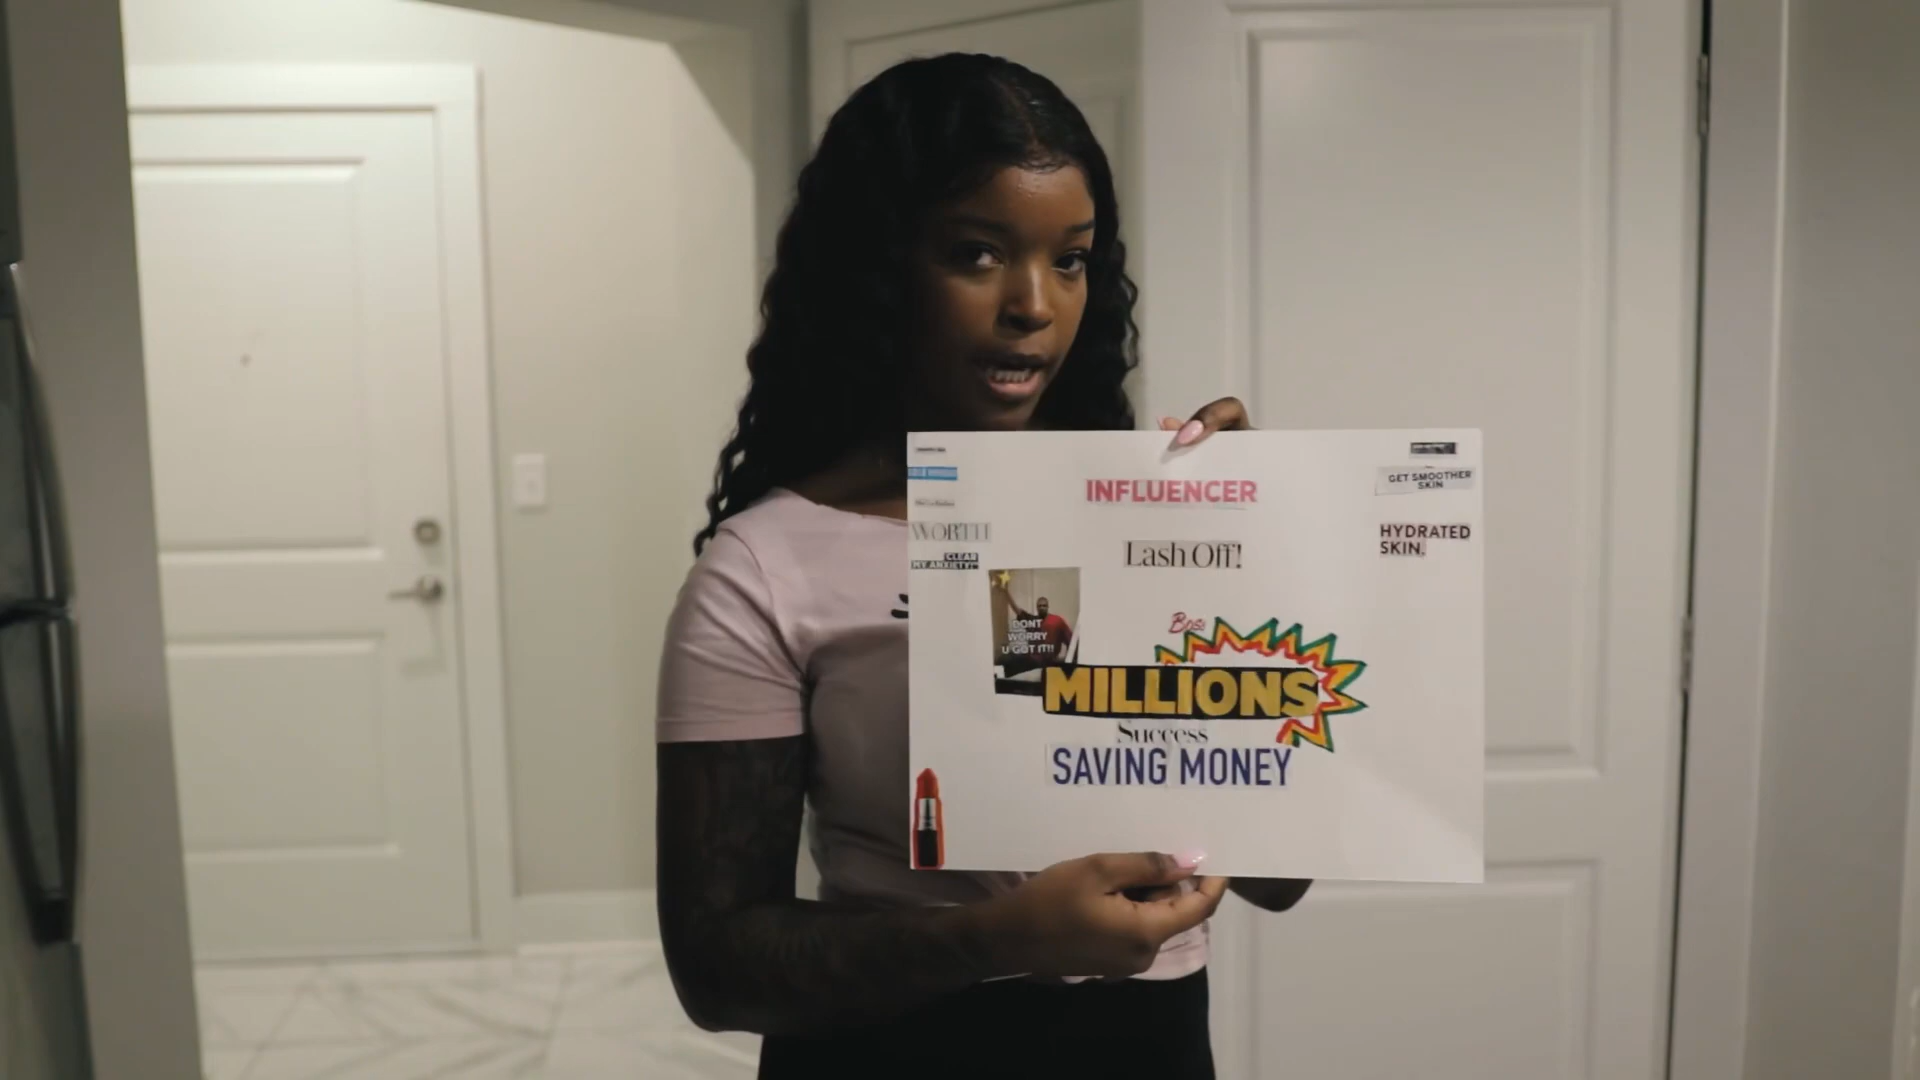 INFLUENCER
GET SMOOTHER
SKIN
WORTH
Lash Off!
HYDRATED
SKIN.
CLEAR
MY ANXIETY!
DONT
WORRY
U GOT IT!!
Boss
MILLIONS
Success
SAVING MONEY